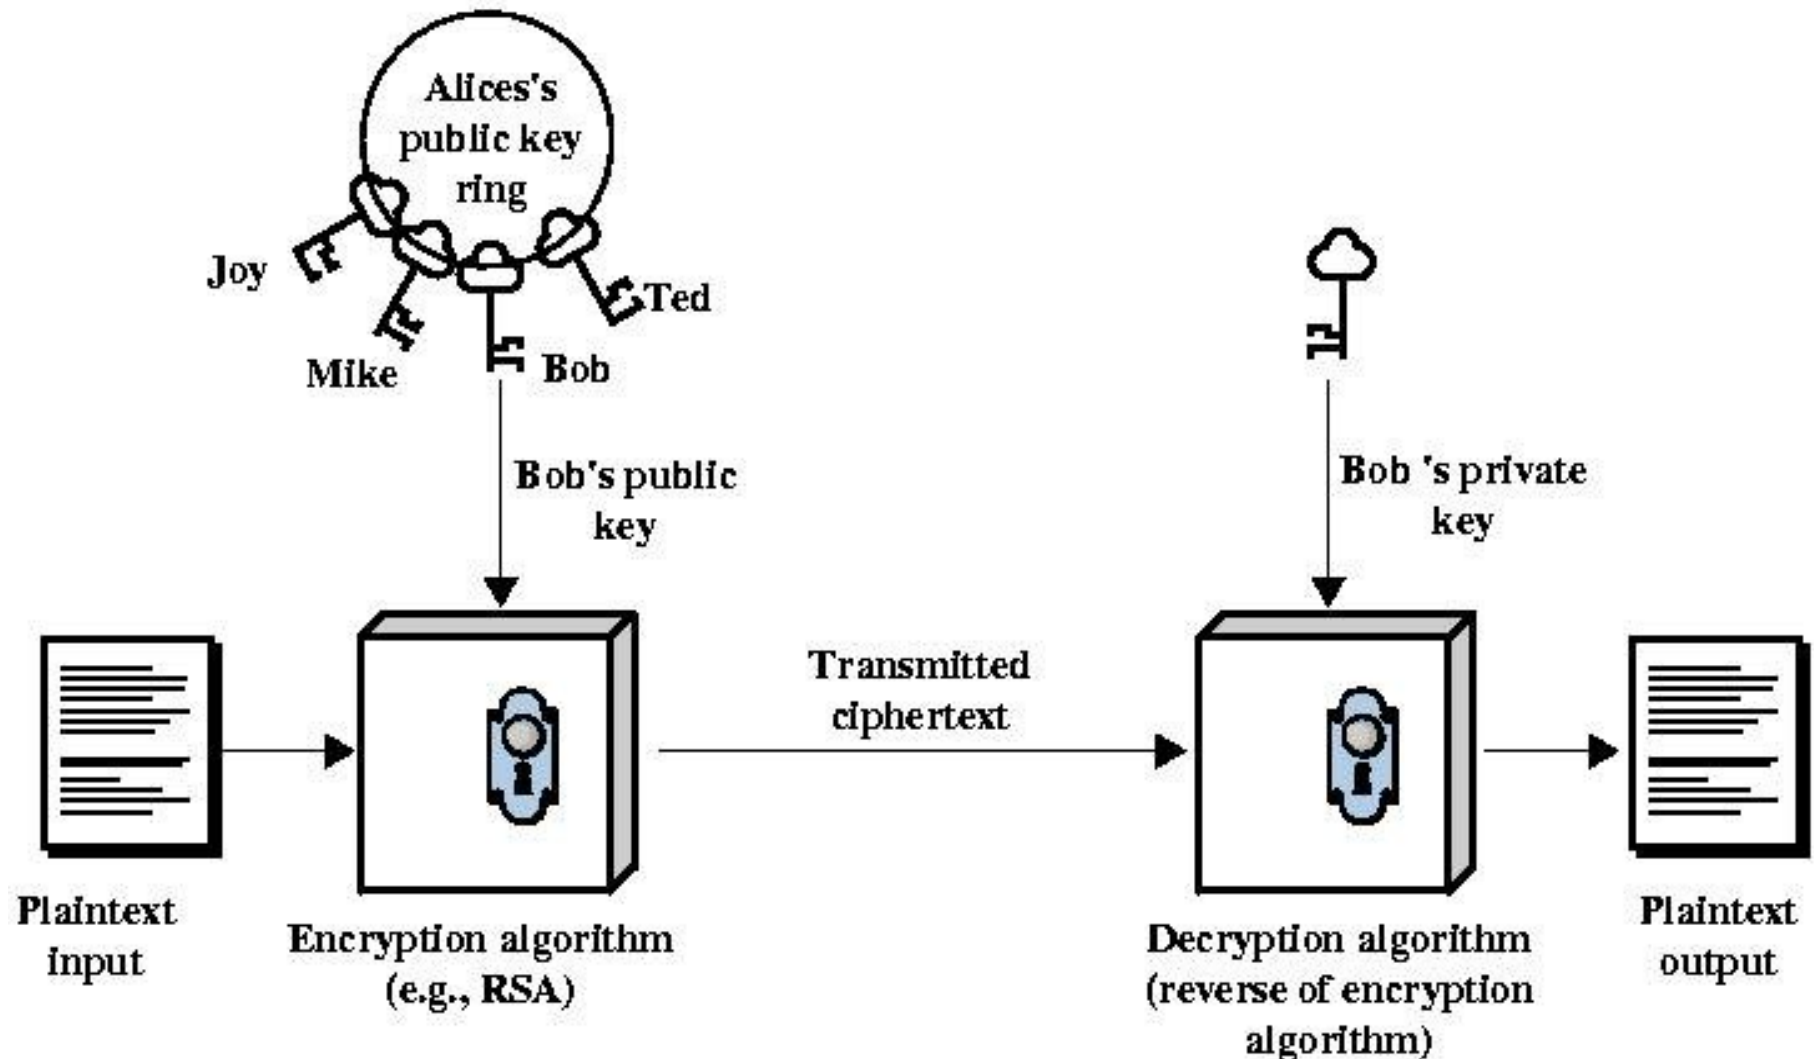 Alices's
public key
ring
Joy
Mike
Bob
Ted
Bob's public
key
Bob 's private
key
Transmitted
ciphertext
Plaintext
input
Encryption algorithm
(e.g., RSA)
Decryption algorithm
(reverse of encryption
algorithm)
Plaintext
output